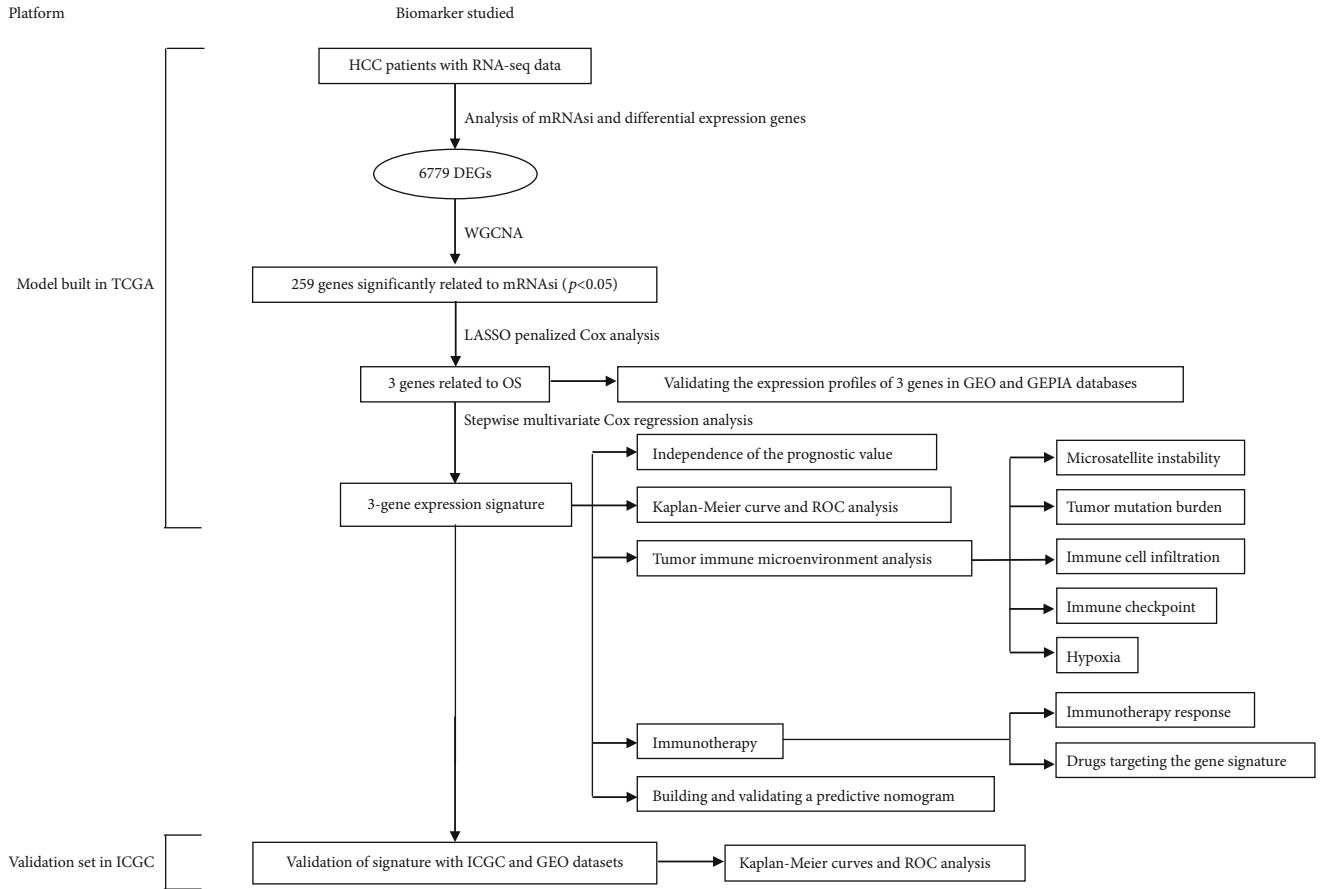 Platform
Biomarker studied
HCC patients with RNA-seq data
Analysis of mRNAsi and differential expression genes
6779 DEGs
WGCNA
Model built in TCGA
259 genes significantly related to mRNAsi (p<0.05)
LASSO penalized Cox analysis
3 genes related to OS
Validating the expression profiles of 3 genes in GEO and GEPIA databases
Stepwise multivariate Cox regression analysis
3-gene expression signature
Independence of the prognostic value
Kaplan-Meier curve and ROC analysis
Tumor immune microenvironment analysis
Microsatellite instability
Tumor mutation burden
Immune cell infiltration
Immune checkpoint
Hypoxia
Immunotherapy
Immunotherapy response
Drugs targeting the gene signature
Building and validating a predictive nomogram
Validation set in ICGC
Validation of signature with ICGC and GEO datasets
Kaplan-Meier curves and ROC analysis